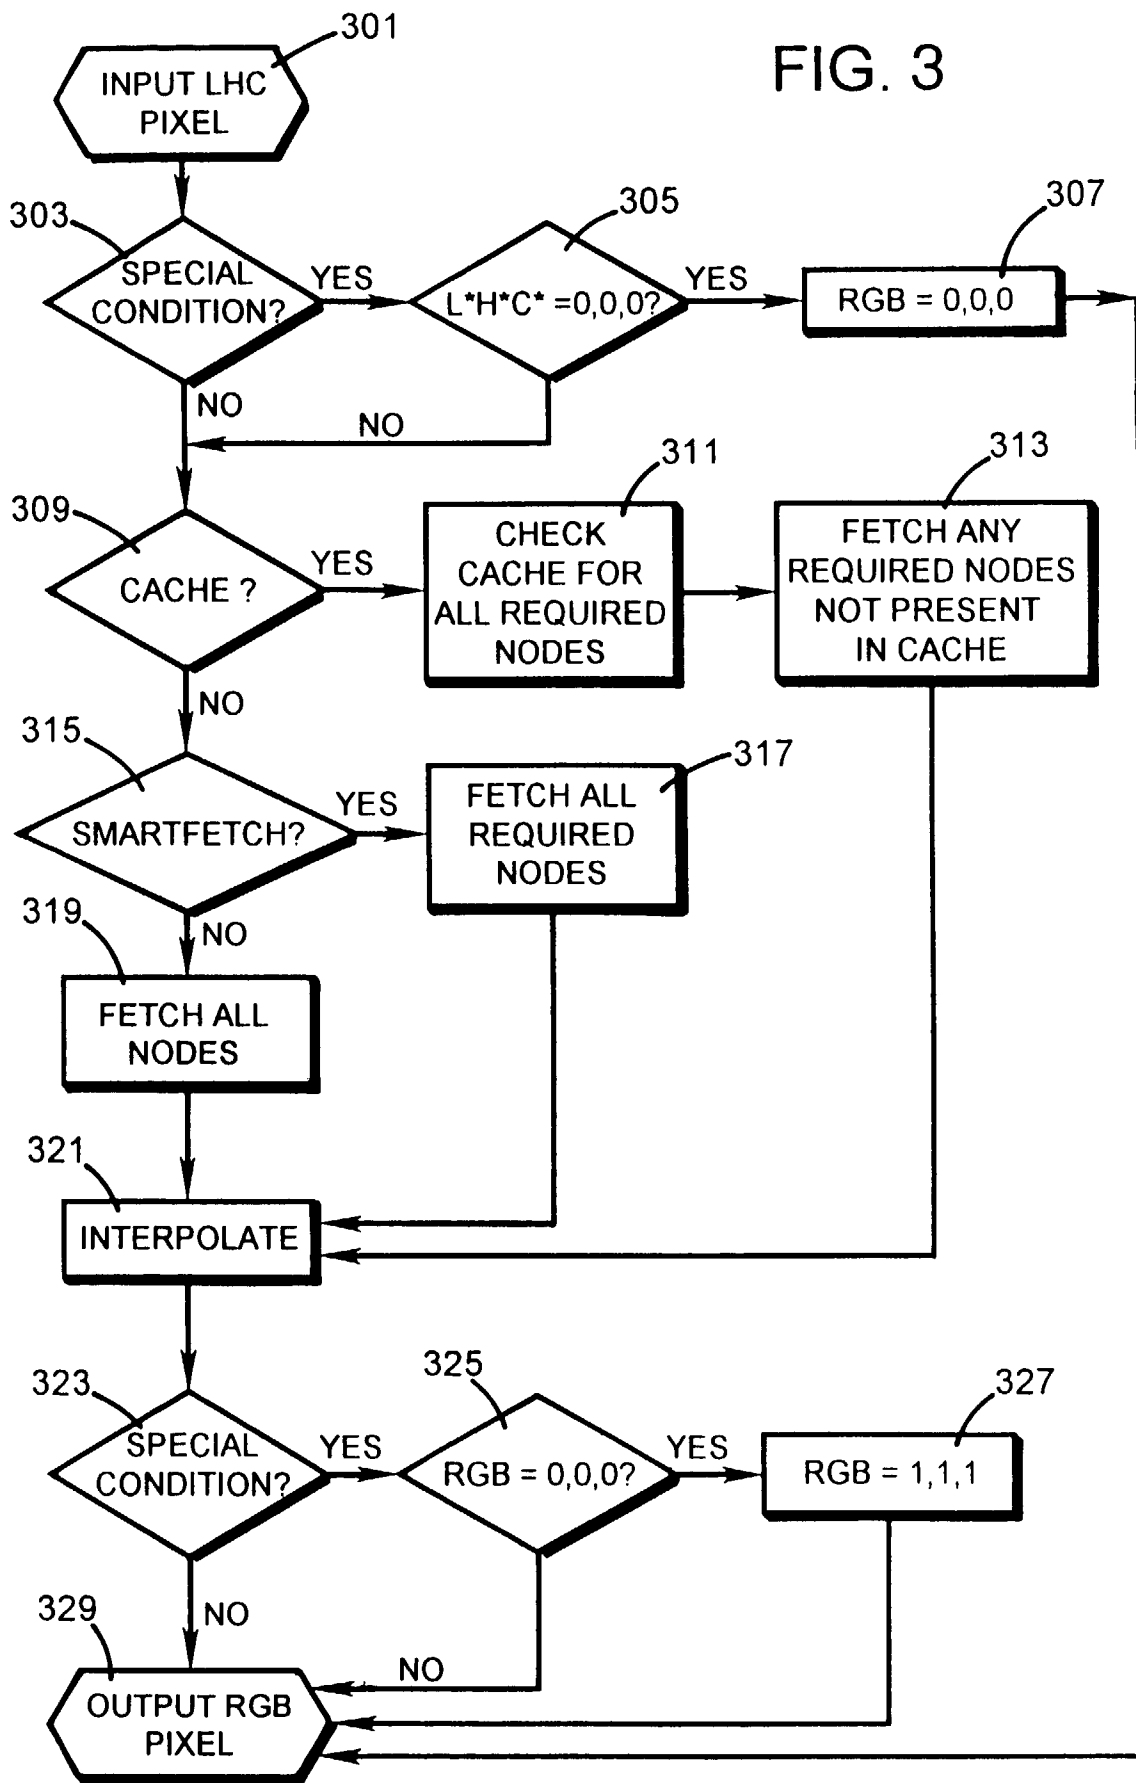 FIG. 3
301
INPUT LHC
PIXEL
303
SPECIAL
CONDITION?
YES
NO
305
L*H*C* =0,0,0?
YES
NO
307
RGB = 0,0,0
309
CACHE ?
YES
NO
311
CHECK
CACHE FOR
ALL REQUIRED
NODES
313
FETCH ANY
REQUIRED NODES
NOT PRESENT
IN CACHE
315
SMARTFETCH?
YES
NO
317
FETCH ALL
REQUIRED
NODES
319
FETCH ALL
NODES
321
INTERPOLATE
323
SPECIAL
CONDITION?
YES
NO
325
RGB = 0,0,0?
YES
NO
327
RGB = 1,1,1
329
OUTPUT RGB
PIXEL